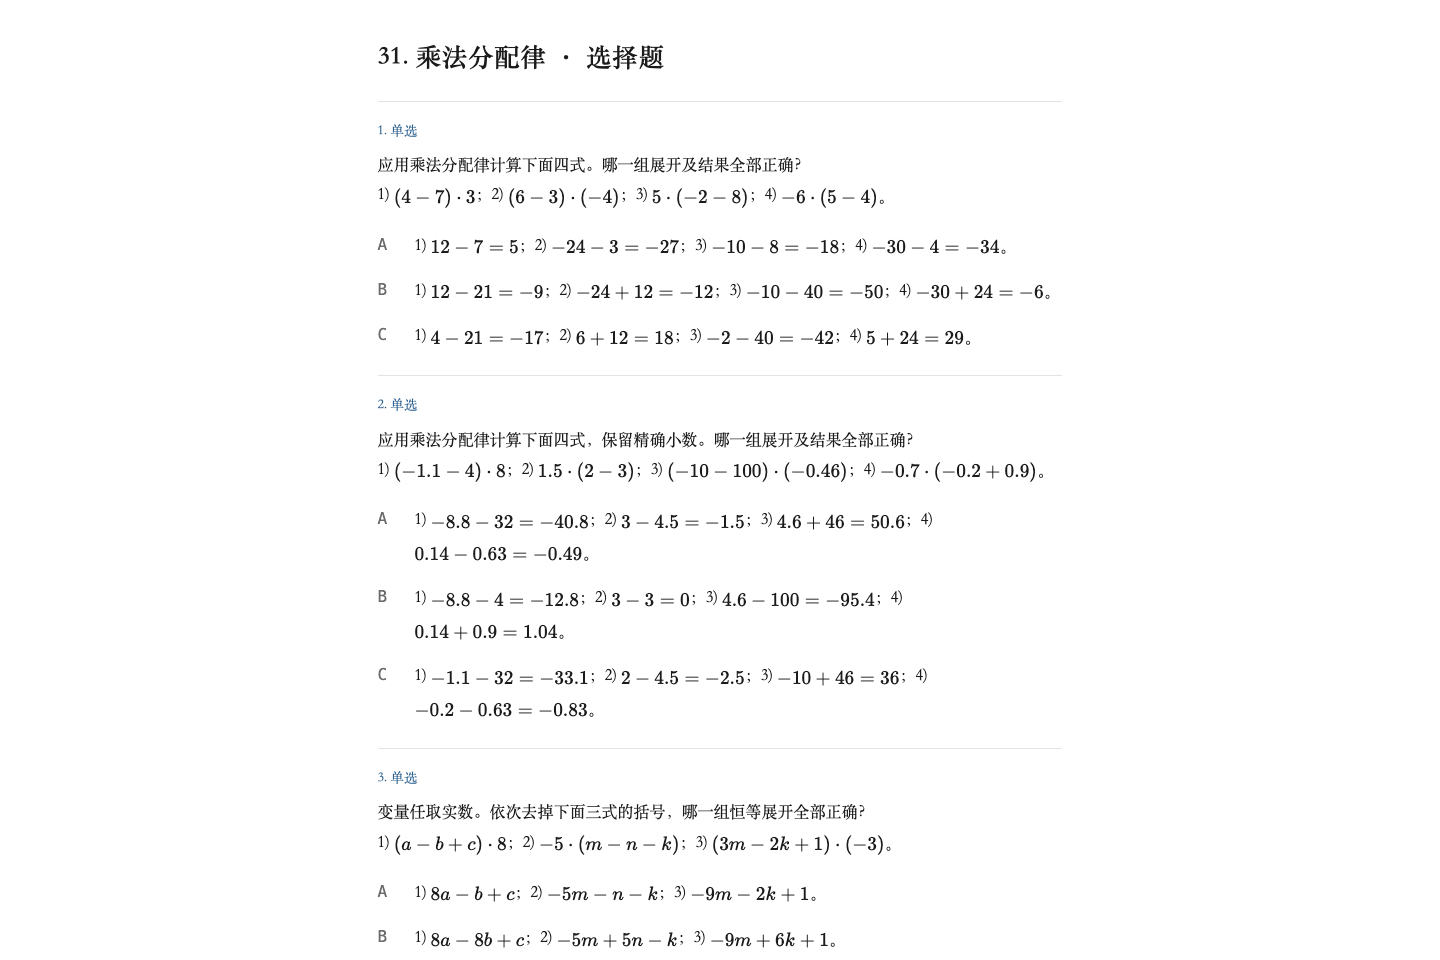 31. 乘法分配律 · 选择题
1. 单选
应用乘法分配律计算下面四式。哪一组展开及结果全部正确?
1) (4 − 7) · 3；2) (6 − 3) · (−4)；3) 5 · (−2 − 8)；4) −6 · (5 − 4)。
A 1) 12 − 7 = 5；2) −24 − 3 = −27；3) −10 − 8 = −18；4) −30 − 4 = −34。
B 1) 12 − 21 = −9；2) −24 + 12 = −12；3) −10 − 40 = −50；4) −30 + 24 = −6。
C 1) 4 − 21 = −17；2) 6 + 12 = 18；3) −2 − 40 = −42；4) 5 + 24 = 29。
2. 单选
应用乘法分配律计算下面四式，保留精确小数。哪一组展开及结果全部正确?
1) (−1.1 − 4) · 8；2) 1.5 · (2 − 3)；3) (−10 − 100) · (−0.46)；4) −0.7 · (−0.2 + 0.9)。
A 1) −8.8 − 32 = −40.8；2) 3 − 4.5 = −1.5；3) 4.6 + 46 = 50.6；4)
0.14 − 0.63 = −0.49。
B 1) −8.8 − 4 = −12.8；2) 3 − 3 = 0；3) 4.6 − 100 = −95.4；4)
0.14 + 0.9 = 1.04。
C 1) −1.1 − 32 = −33.1；2) 2 − 4.5 = −2.5；3) −10 + 46 = 36；4)
−0.2 − 0.63 = −0.83。
3. 单选
变量任取实数。依次去掉下面三式的括号，哪一组恒等展开全部正确?
1) (a − b + c) · 8；2) −5 · (m − n − k)；3) (3m − 2k + 1) · (−3)。
A 1) 8a − b + c；2) −5m − n − k；3) −9m − 2k + 1。
B 1) 8a − 8b + c；2) −5m + 5n − k；3) −9m + 6k + 1。